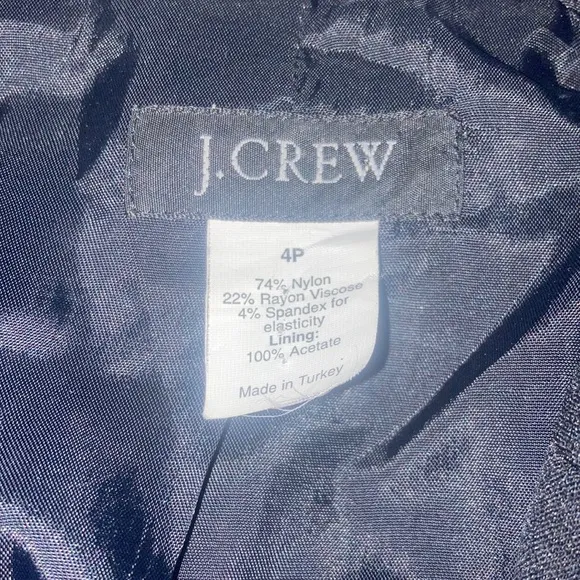 J.CREW
4P
74% Nylon
22% Rayon Viscose
4% Spandex for
elasticity
Lining:
100% Acetate
Made in Turkey